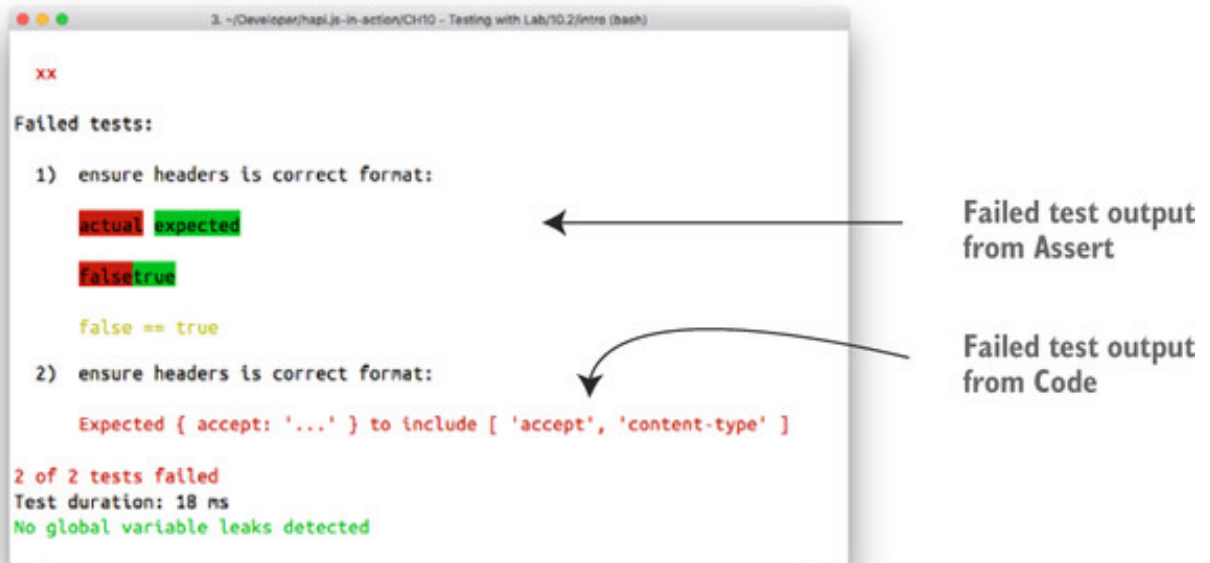 3. ~/Developer/hapi.js-in-action/CH10 - Testing with Lab/10.2/intro (bash)
xx
Failed tests:
1) ensure headers is correct format:
actual expected
falsetrue
false == true
2) ensure headers is correct format:
Expected { accept: '...' } to include [ 'accept', 'content-type' ]
2 of 2 tests failed
Test duration: 18 ms
No global variable leaks detected
Failed test output
from Assert
Failed test output
from Code